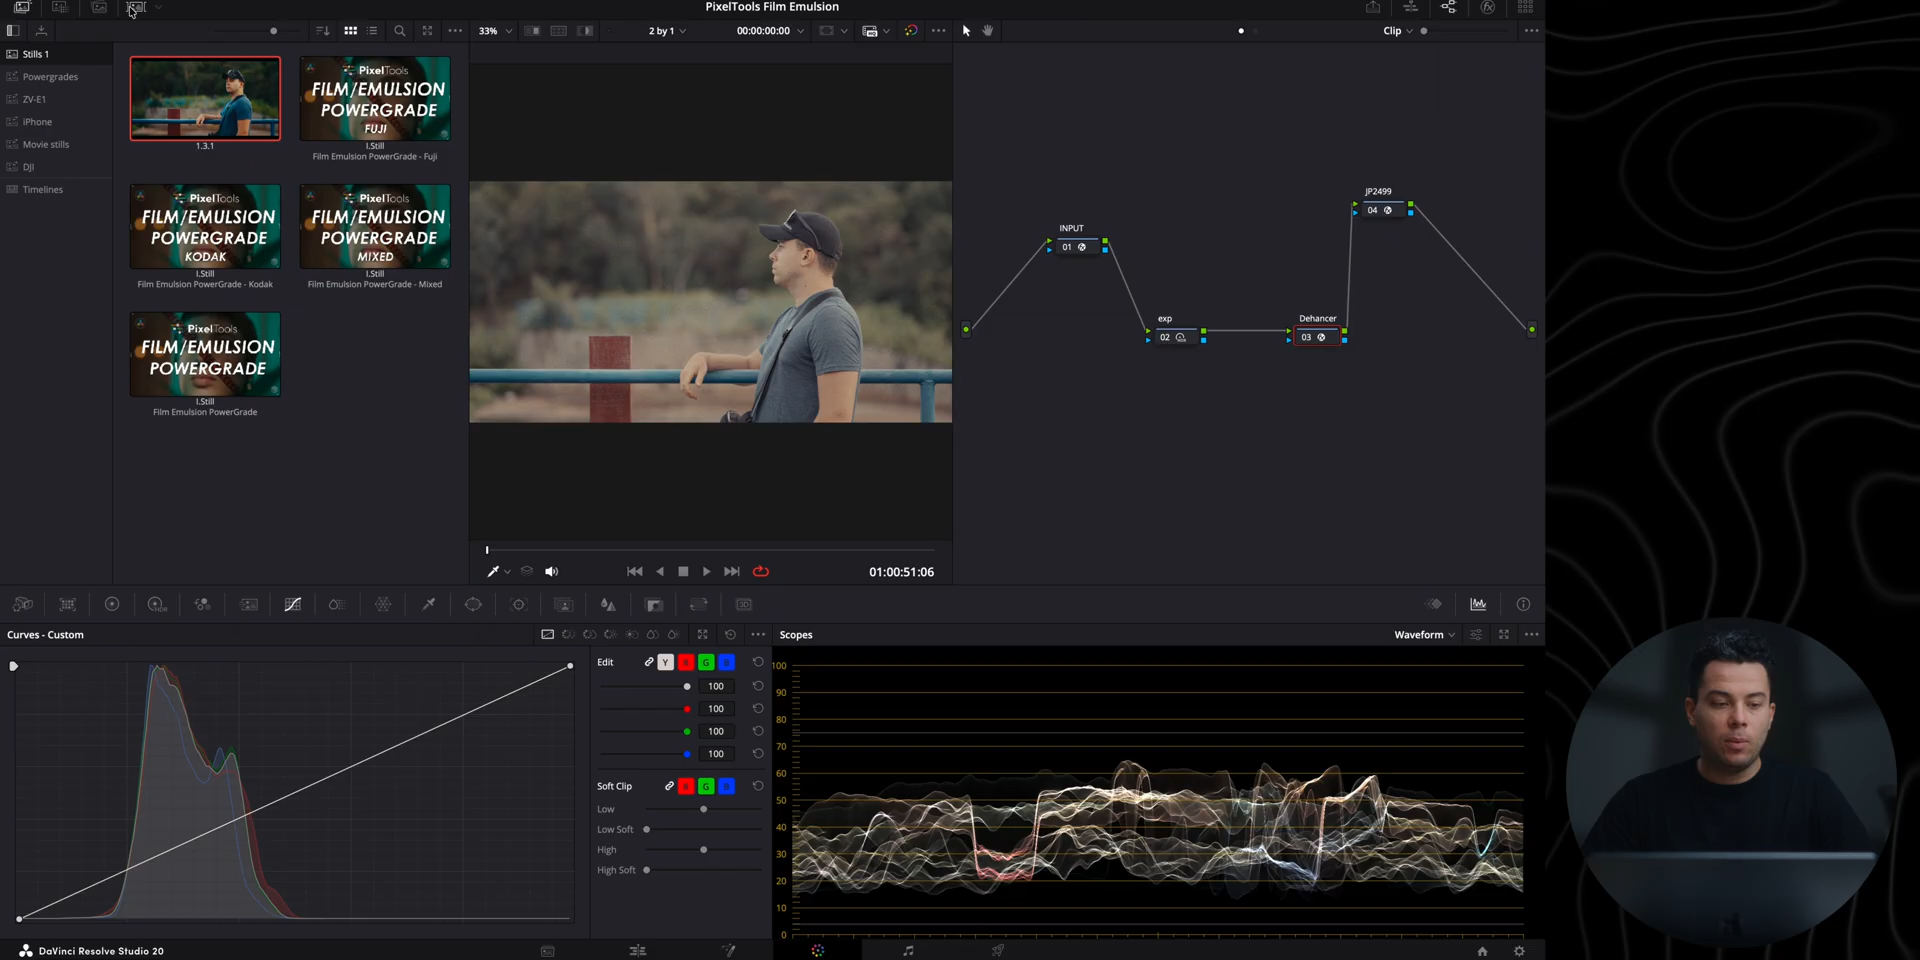 PixelTools Film Emulsion
33%
2 by 1
00:00:00:00
Clip
Stills 1
Powergrades
ZV-E1
iPhone
Movie stills
DJI
Timelines
1.3.1
PixelTools
FILM/EMULSION
POWERGRADE
FUJI
I.Still
Film Emulsion PowerGrade - Fuji
PixelTools
FILM/EMULSION
POWERGRADE
KODAK
I.Still
Film Emulsion PowerGrade - Kodak
PixelTools
FILM/EMULSION
POWERGRADE
MIXED
I.Still
Film Emulsion PowerGrade - Mixed
PixelTools
FILM/EMULSION
POWERGRADE
I.Still
Film Emulsion PowerGrade
INPUT
01
exp
02
Dehancer
03
JP2499
04
01:00:51:06
HDR
3D
Curves - Custom
Edit
Y
R
G
B
100
100
100
100
Soft Clip
R
G
B
Low
Low Soft
High
High Soft
Scopes
Waveform
100
90
80
70
60
50
40
30
20
10
0
DaVinci Resolve Studio 20